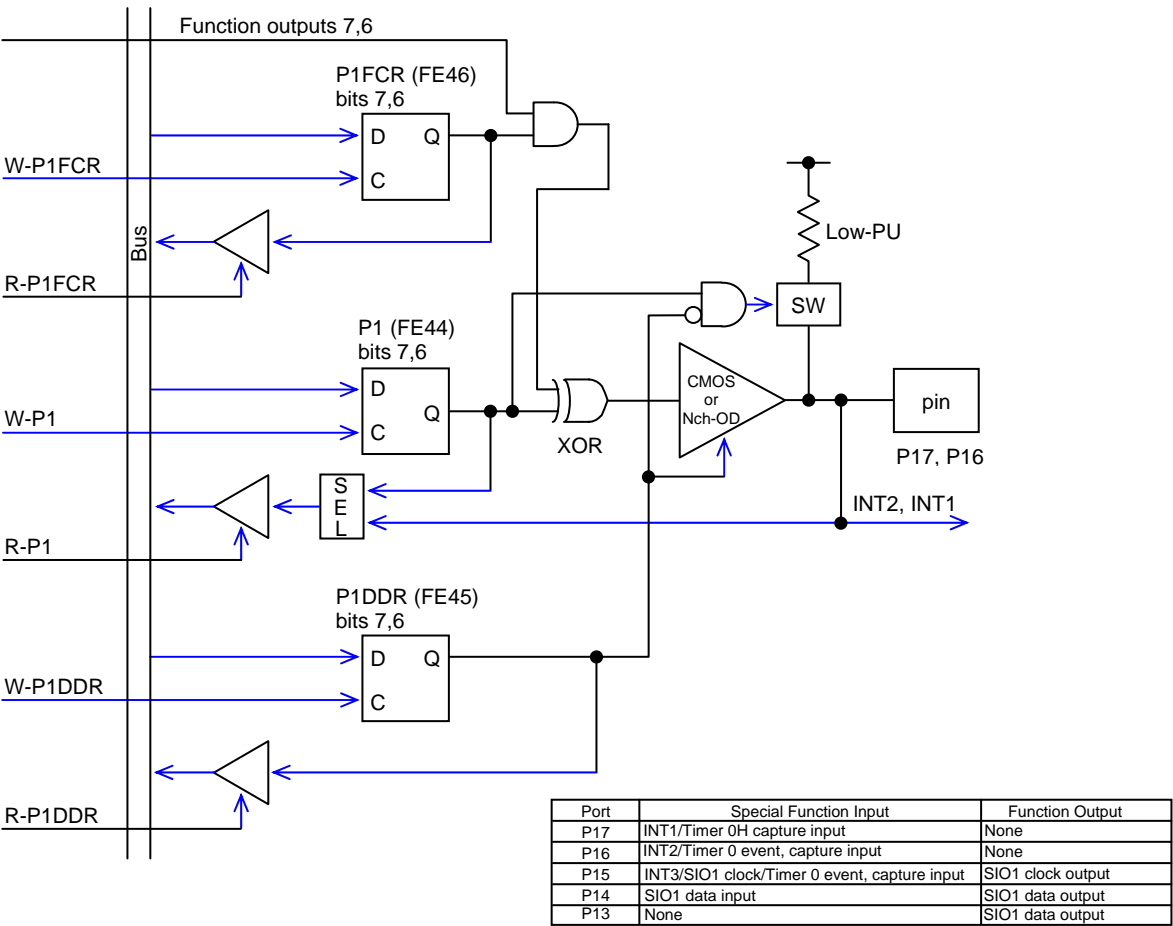 Function outputs 7,6
P1FCR (FE46)
bits 7,6
D Q
W-P1FCR
C
Bus
Low-PU
R-P1FCR
SW
P1 (FE44)
bits 7,6
D
CMOS
or
Nch-OD
Q
pin
W-P1
C
XOR
P17, P16
S
E
L
INT2, INT1
R-P1
P1DDR (FE45)
bits 7,6
D Q
W-P1DDR
C
R-P1DDR
Port Special Function Input Function Output
P17 INT1/Timer 0H capture input None
P16 INT2/Timer 0 event, capture input None
P15 INT3/SIO1 clock/Timer 0 event, capture input SIO1 clock output
P14 SIO1 data input SIO1 data output
P13 None SIO1 data output